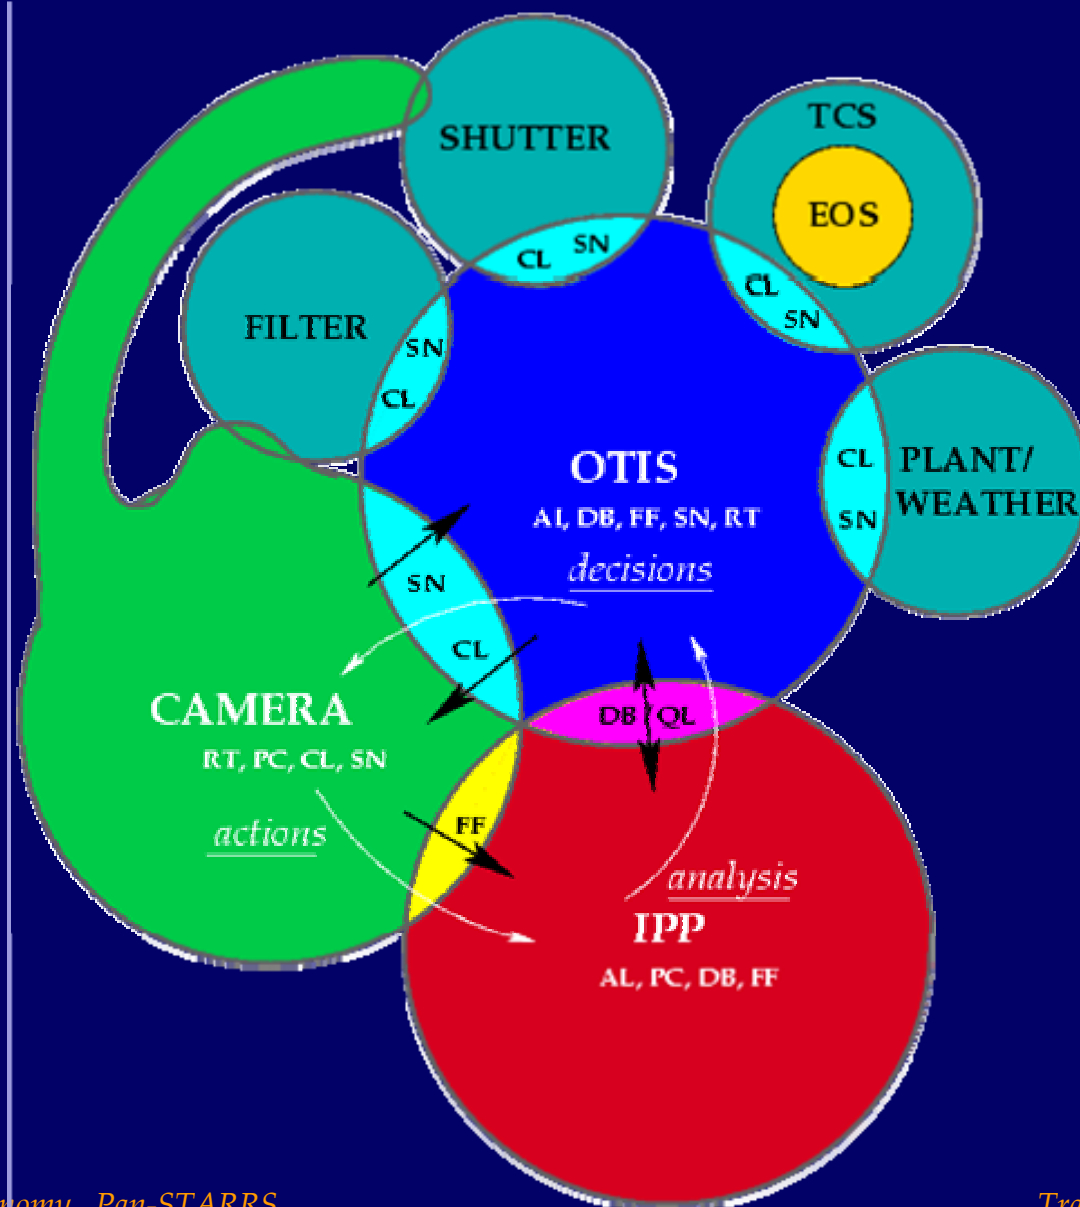 SHUTTER
CL SN
TCS
EOS
CL
SN
FILTER
SN
CL
OTIS
AI, DB, FF, SN, RT
decisions
CL
SN
PLANT/
WEATHER
SN
CL
CAMERA
RT, PC, CL, SN
actions
DB QL
FF
analysis
IPP
AL, PC, DB, FF
Pan-STARRS